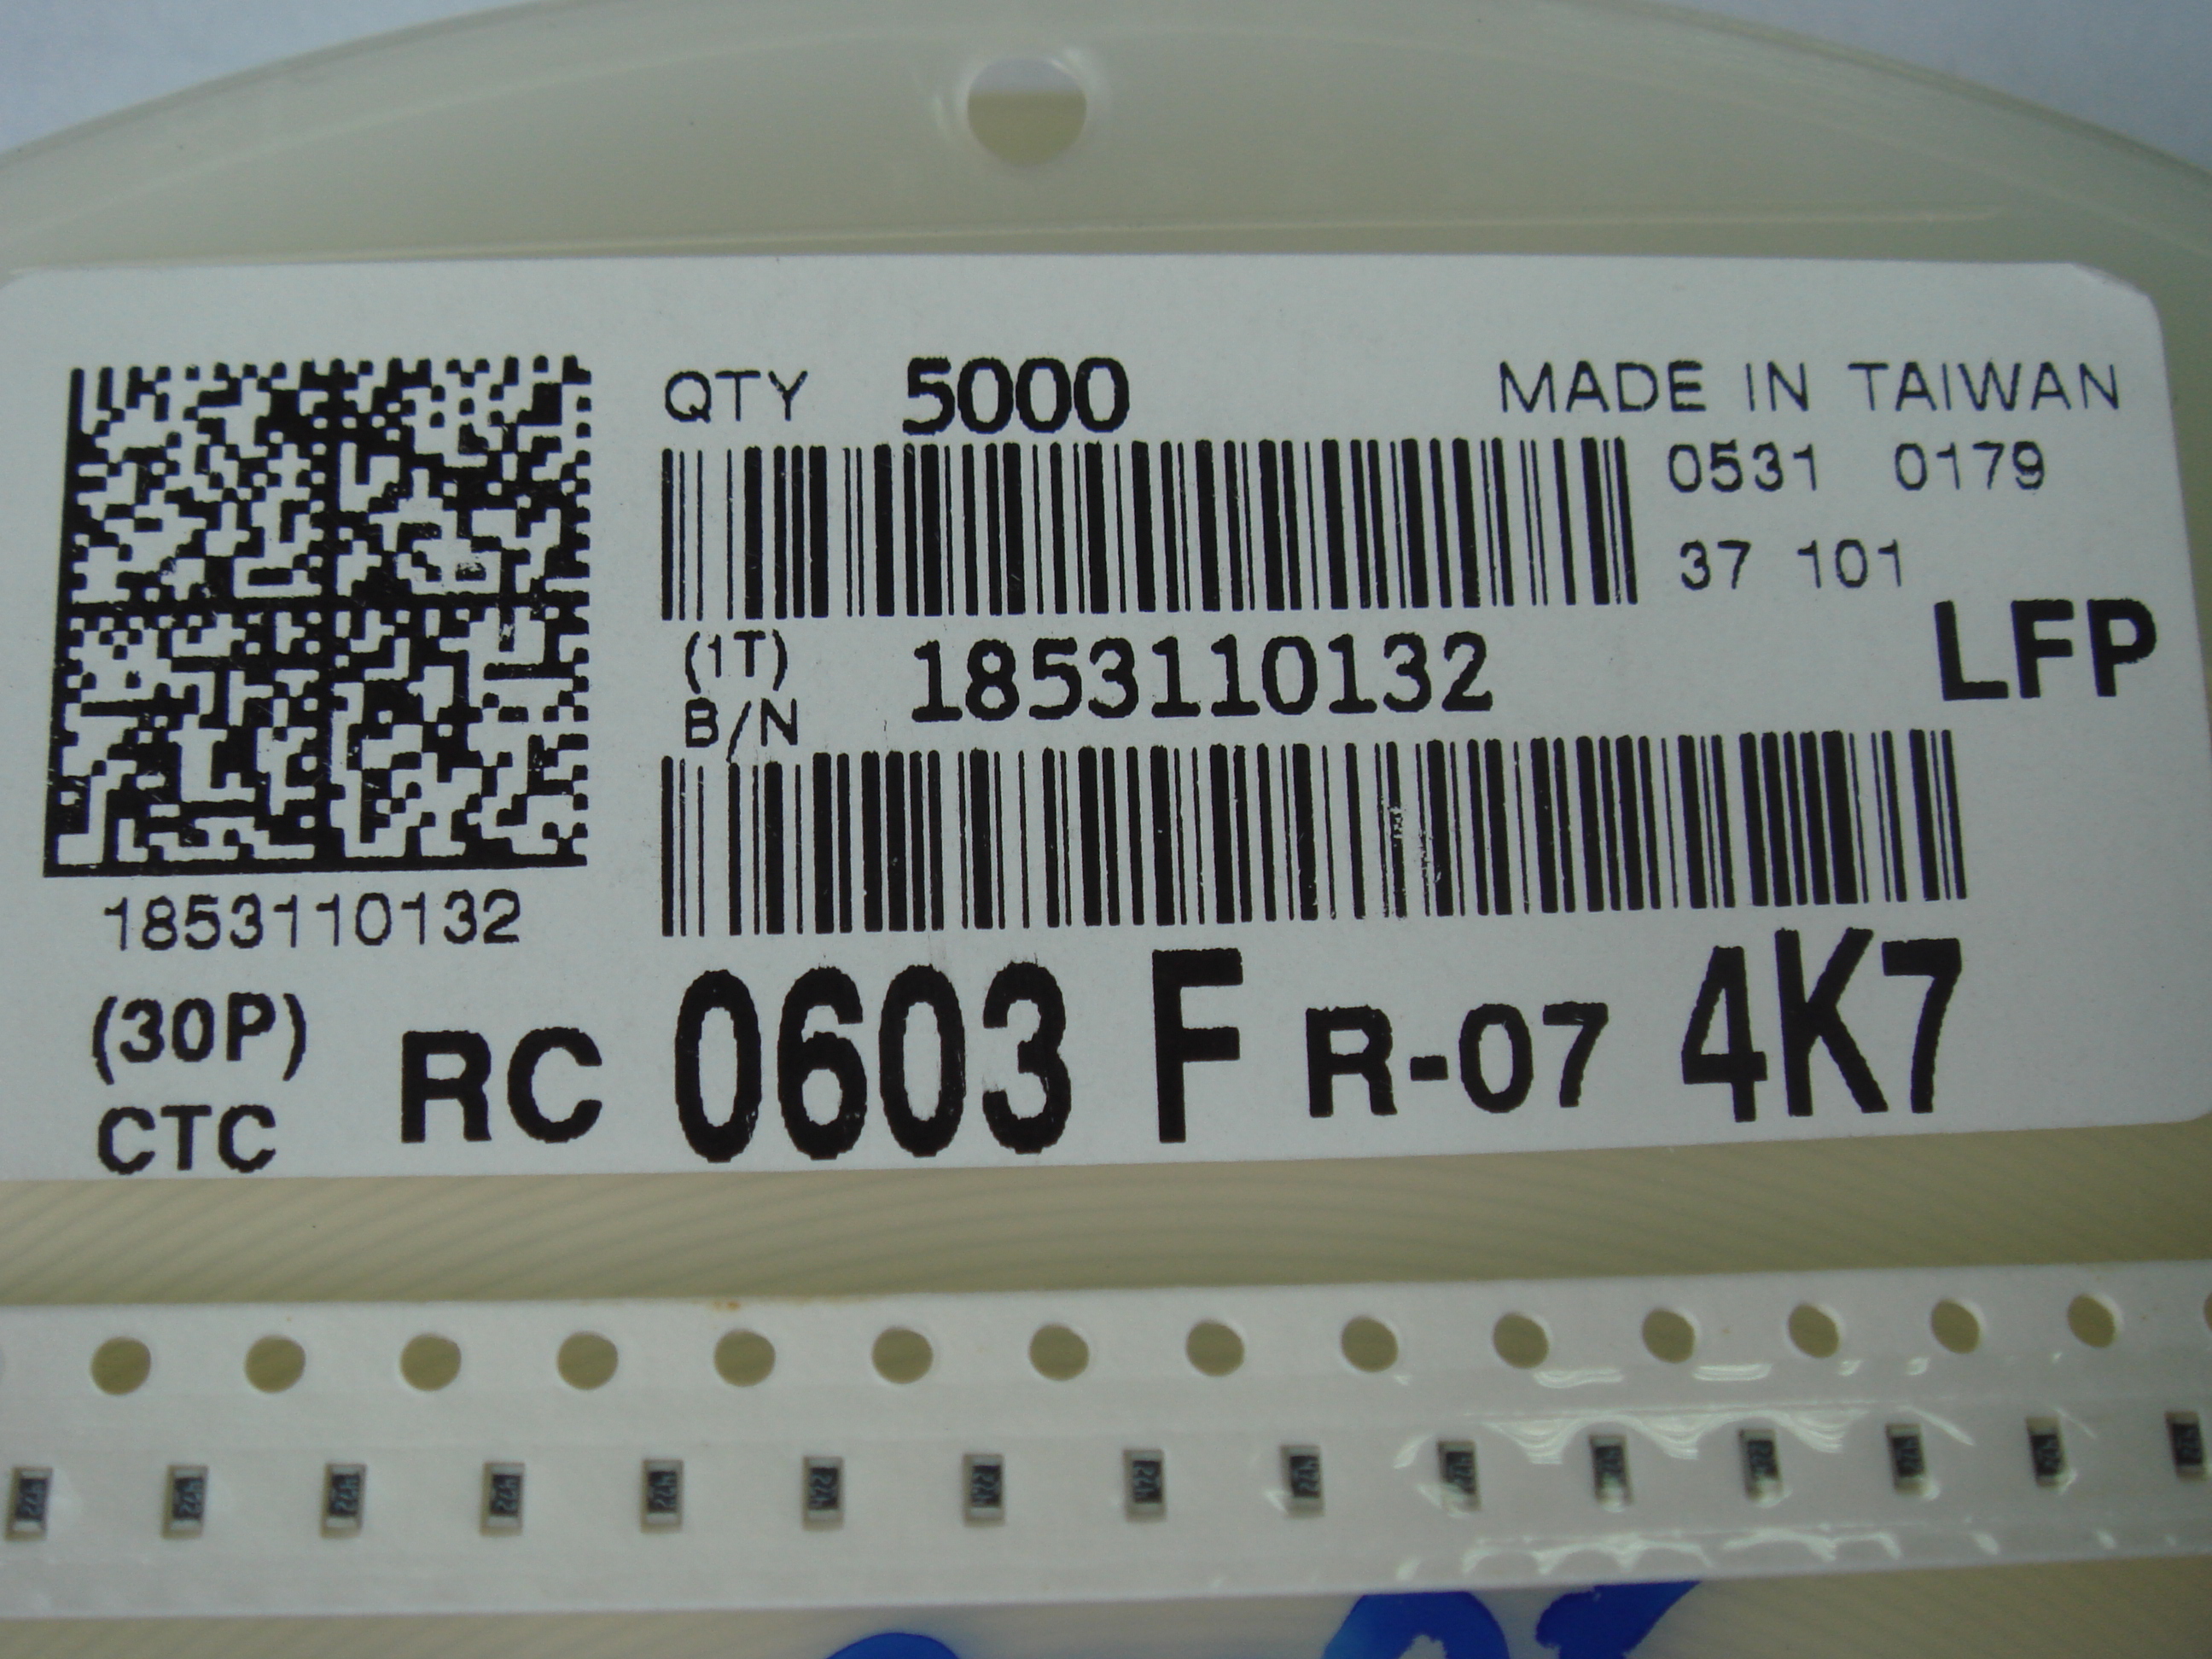 QTY 5000
MADE IN TAIWAN
0531 0179
37 101
(1T)
B/N 1853110132
LFP
1853110132
(30P)
CTC RC 0603 F R-07 4K7